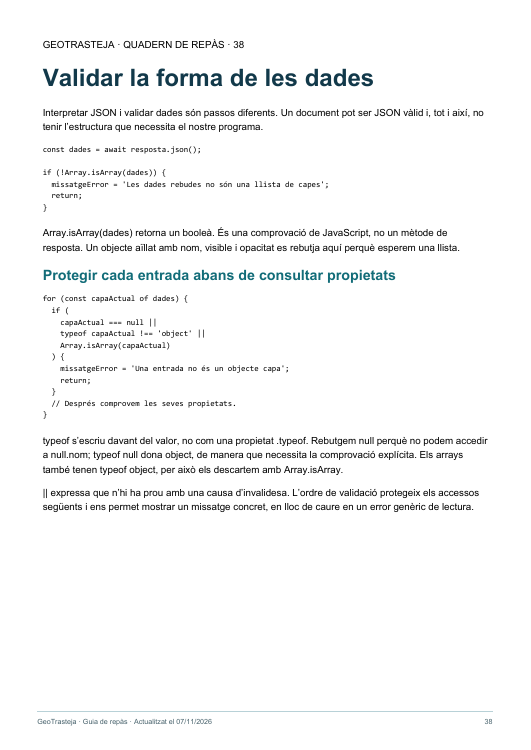 GEOTRASTEJA · QUADERN DE REPÀS · 38
Validar la forma de les dades
Interpretar JSON i validar dades són passos diferents. Un document pot ser JSON vàlid i, tot i així, no
tenir l’estructura que necessita el nostre programa.
const dades = await resposta.json();
if (!Array.isArray(dades)) {
  missatgeError = 'Les dades rebudes no són una llista de capes';
  return;
}
Array.isArray(dades) retorna un booleà. És una comprovació de JavaScript, no un mètode de
resposta. Un objecte aïllat amb nom, visible i opacitat es rebutja aquí perquè esperem una llista.
Protegir cada entrada abans de consultar propietats
for (const capaActual of dades) {
  if (
    capaActual === null ||
    typeof capaActual !== 'object' ||
    Array.isArray(capaActual)
  ) {
    missatgeError = 'Una entrada no és un objecte capa';
    return;
  }
  // Després comprovem les seves propietats.
}
typeof s’escriu davant del valor, no com una propietat .typeof. Rebutgem null perquè no podem accedir
a null.nom; typeof null dona object, de manera que necessita la comprovació explícita. Els arrays
també tenen typeof object, per això els descartem amb Array.isArray.
|| expressa que n’hi ha prou amb una causa d’invalidesa. L’ordre de validació protegeix els accessos
següents i ens permet mostrar un missatge concret, en lloc de caure en un error genèric de lectura.
GeoTrasteja · Guia de repàs · Actualitzat el 07/11/2026
38